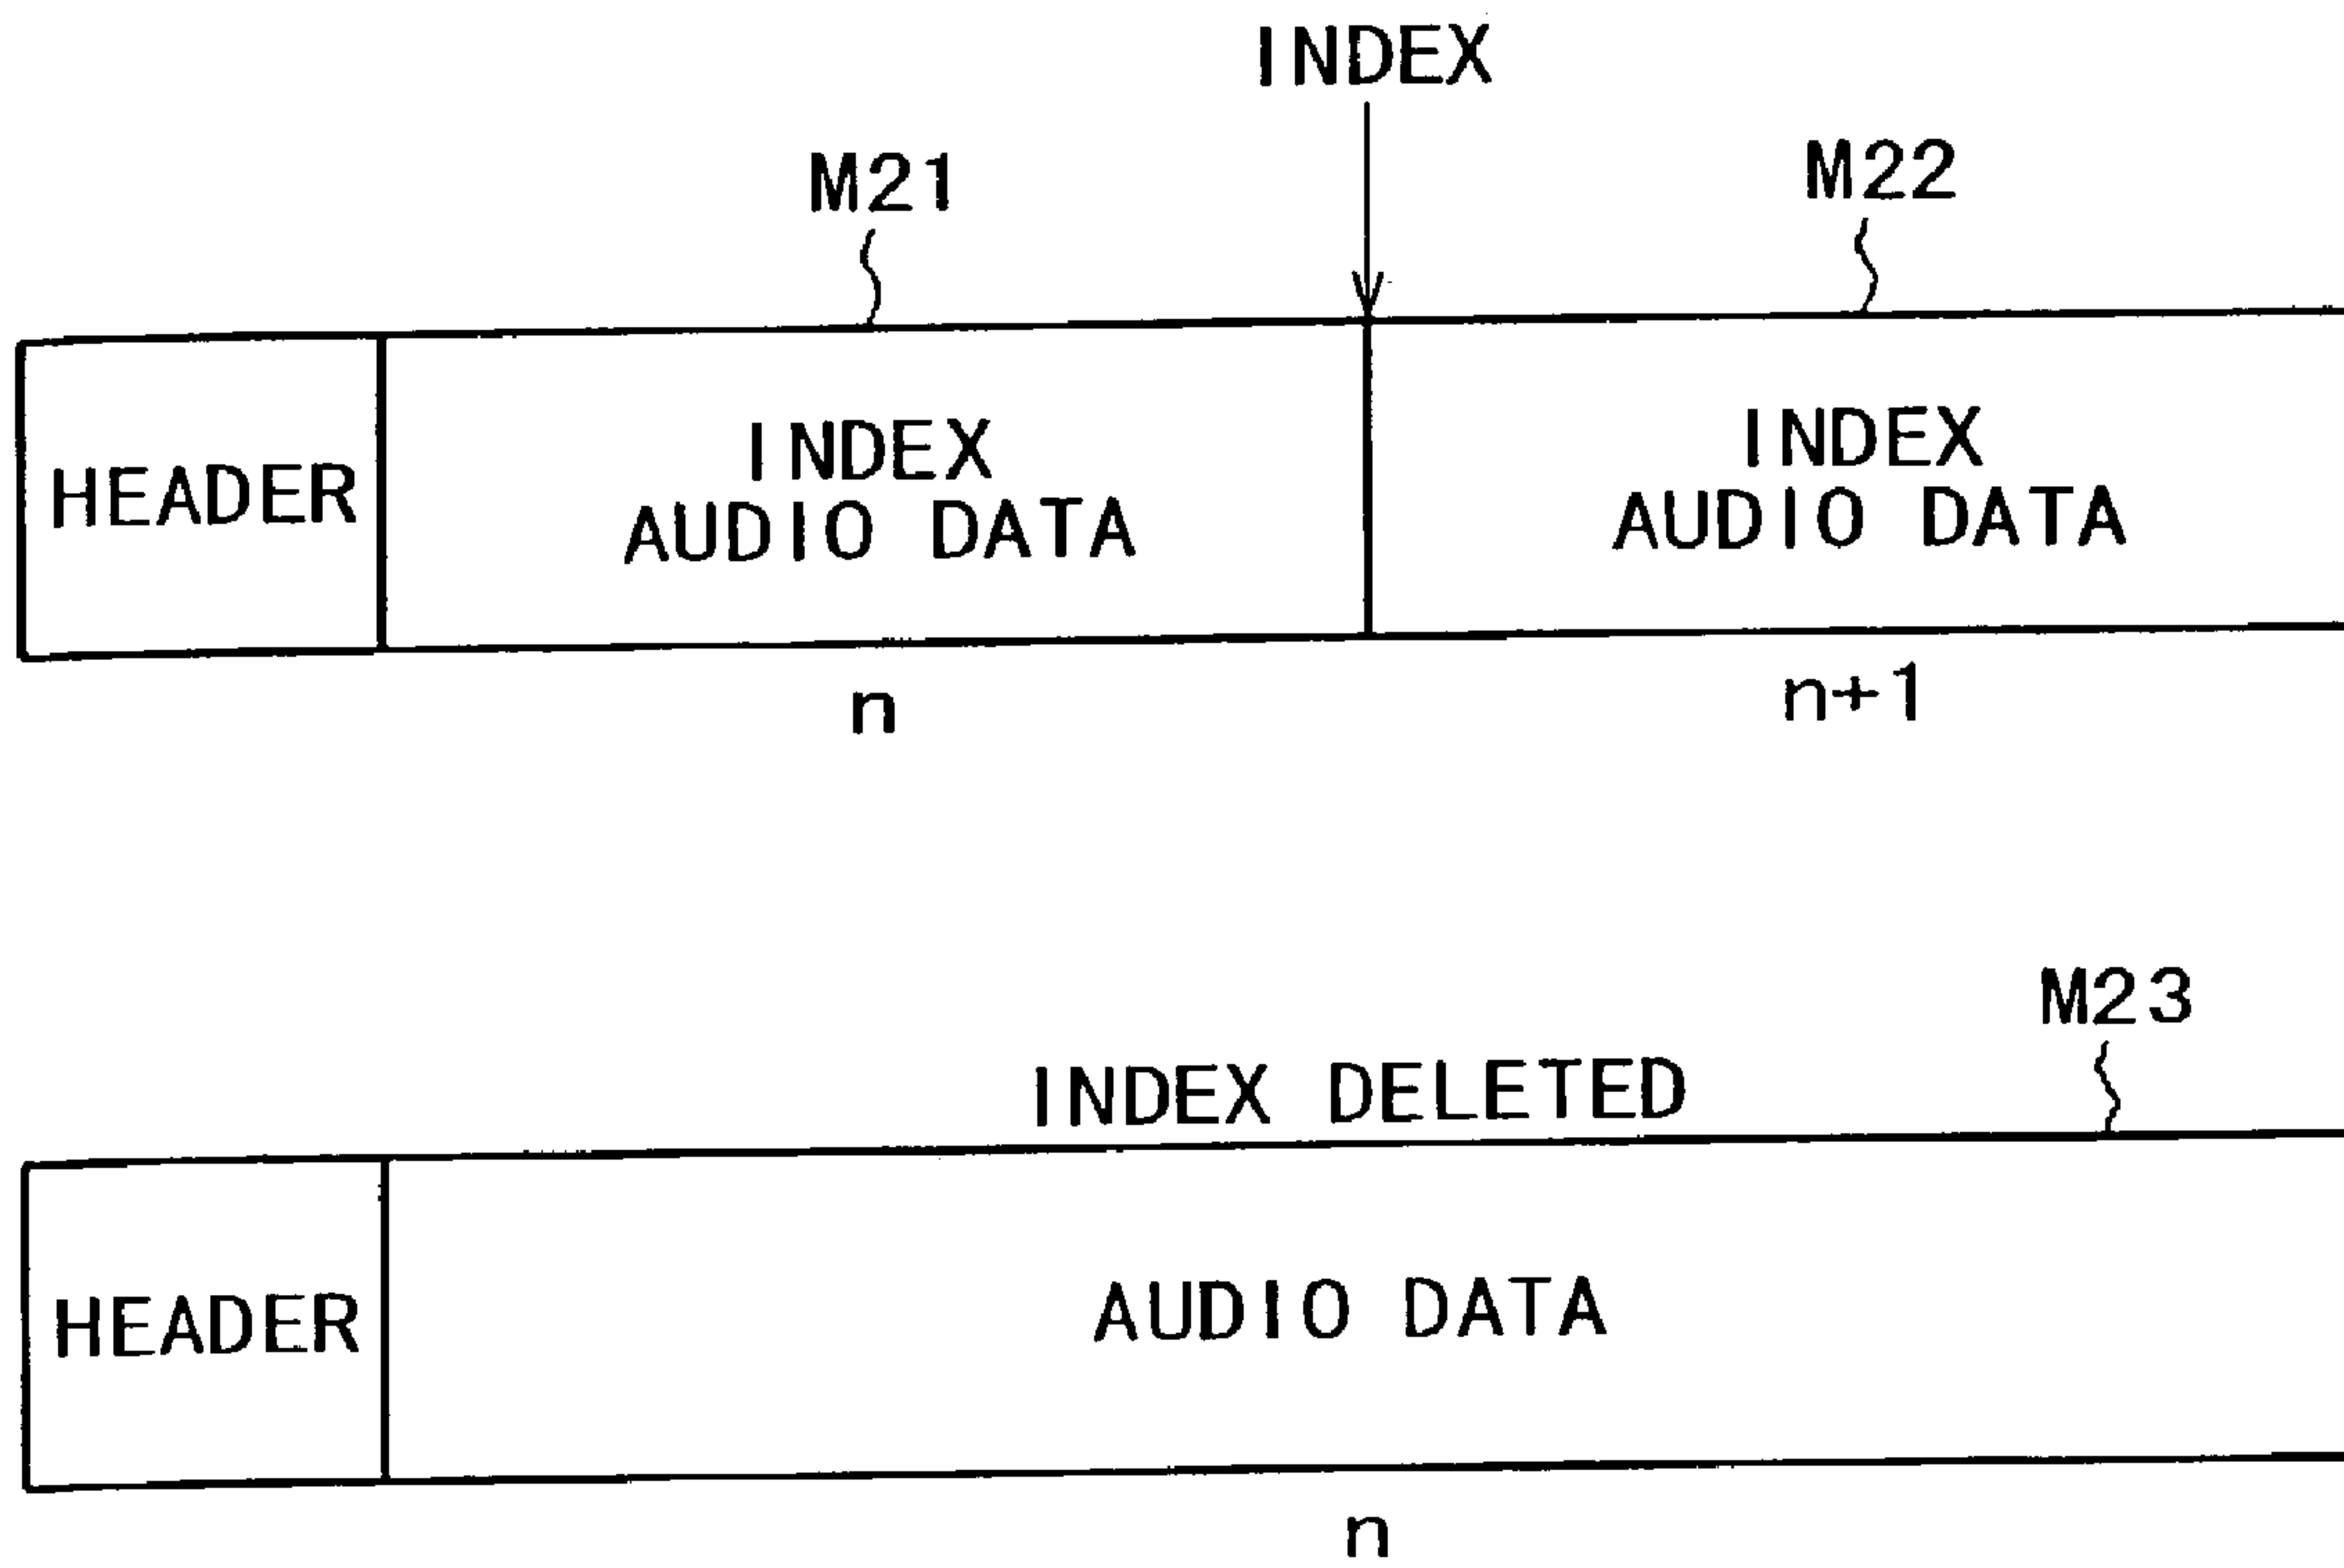 INDEX
M21
M22
HEADER
INDEX
AUDIO DATA
INDEX
AUDIO DATA
n
n+1
M23
INDEX DELETED
HEADER
AUDIO DATA
n